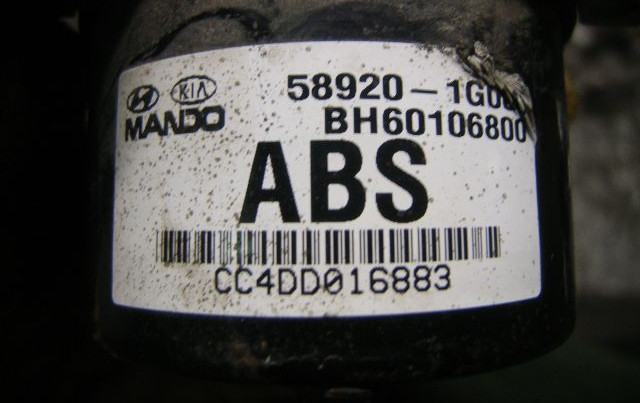 KIA
MANDO
58920-1G00
BH60106800
ABS
CC4DD016883